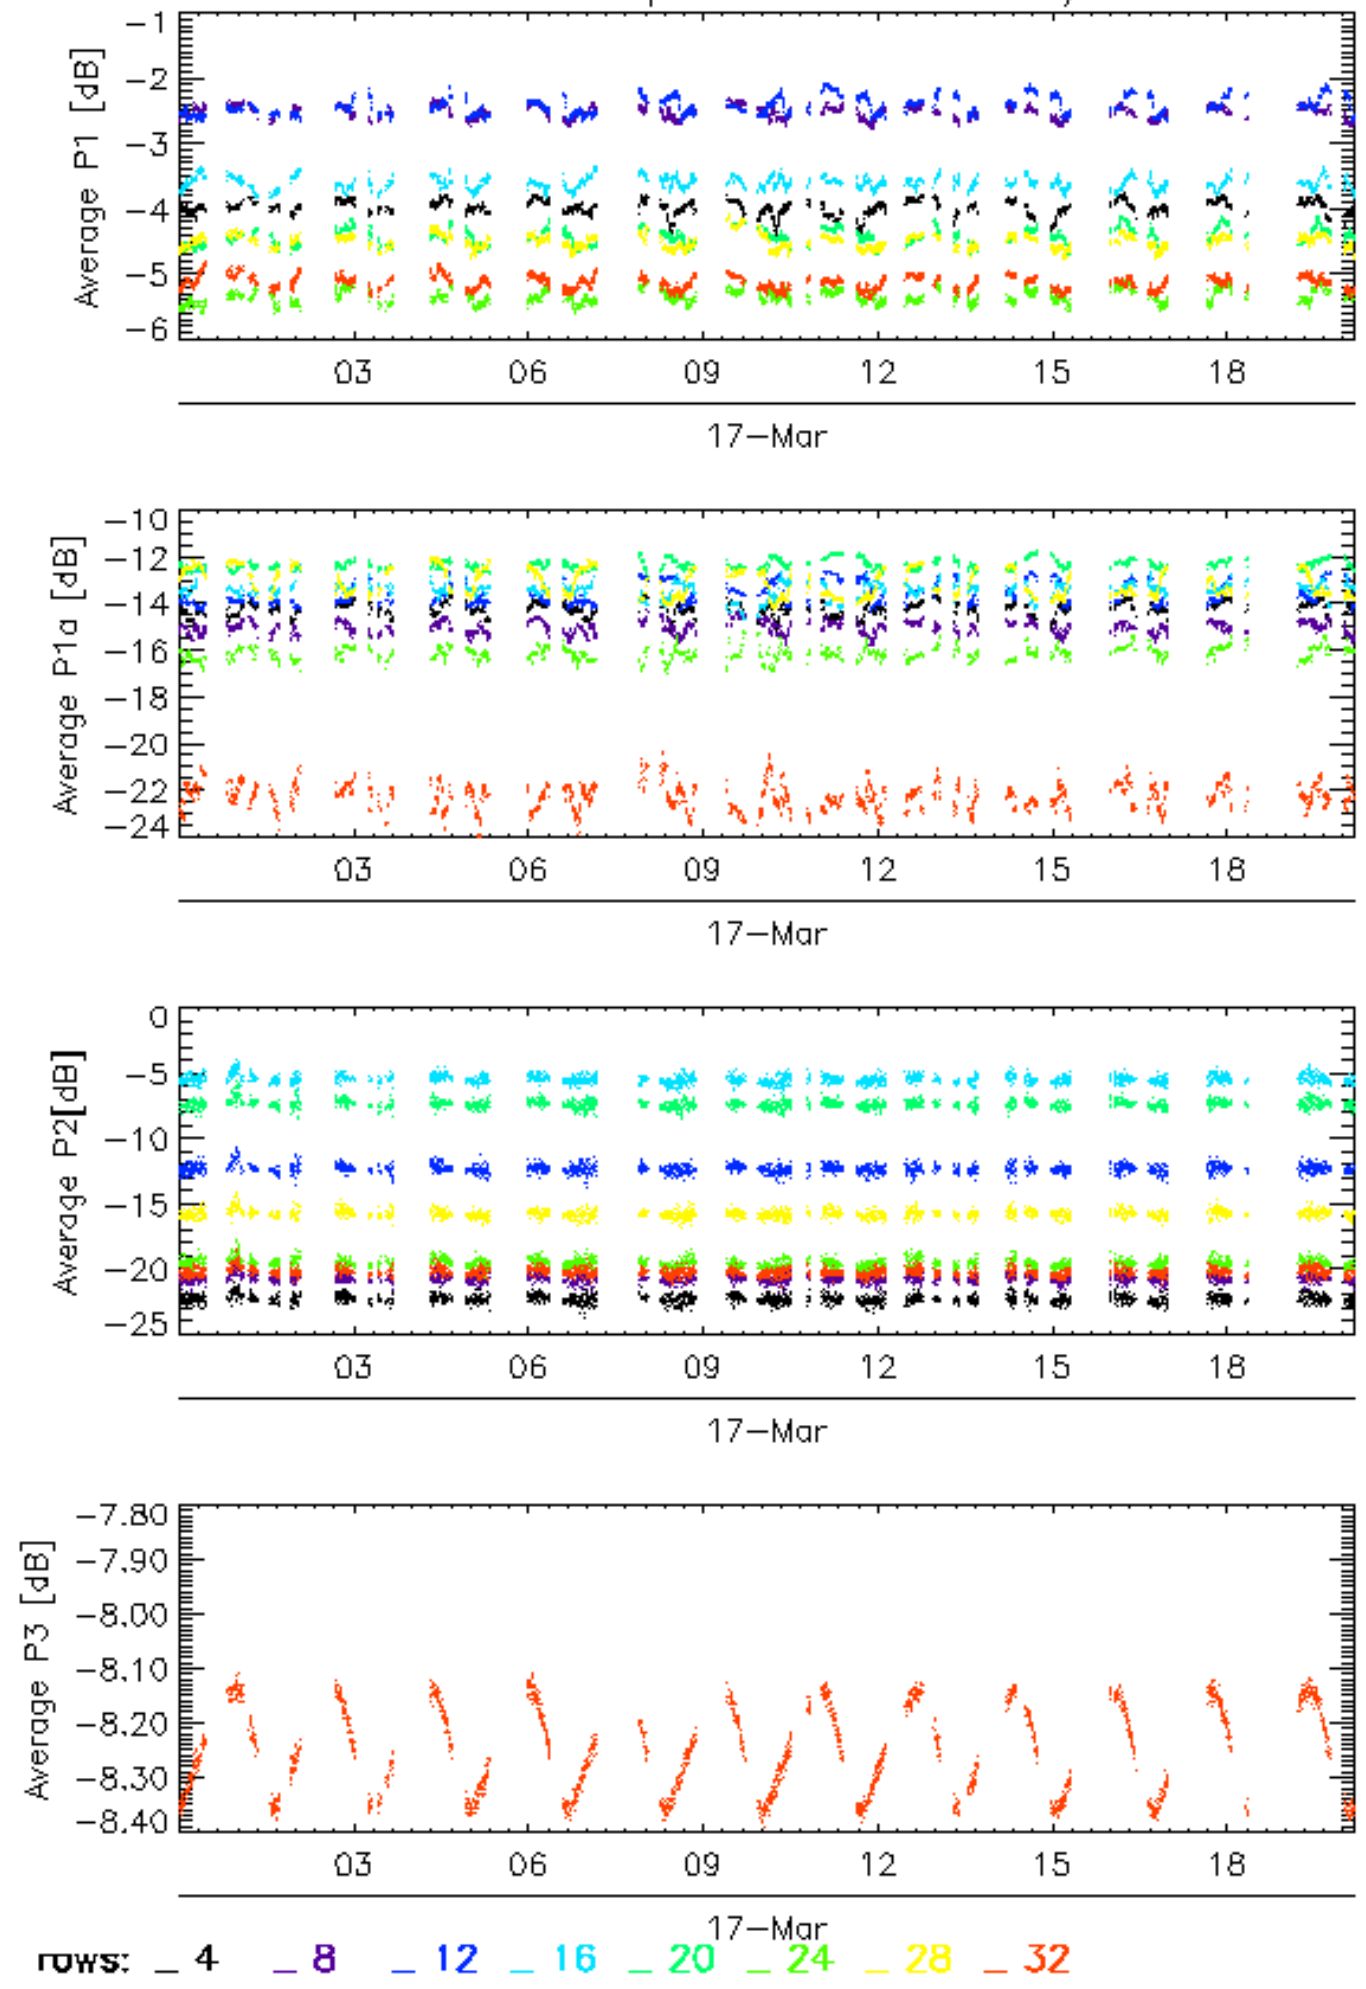 Average P1 [dB]
-1
-2
-3
-4
-5
-6
03 06 09 12 15 18
17-Mar
Average P1a [dB]
-10
-12
-14
-16
-18
-20
-22
-24
03 06 09 12 15 18
17-Mar
Average P2[dB]
0
-5
-10
-15
-20
-25
03 06 09 12 15 18
17-Mar
Average P3 [dB]
-7.80
-7.90
-8.00
-8.10
-8.20
-8.30
-8.40
03 06 09 12 15 18
17-Mar
rows: _ 4 _ 8 _ 12 _ 16 _ 20 _ 24 _ 28 _ 32